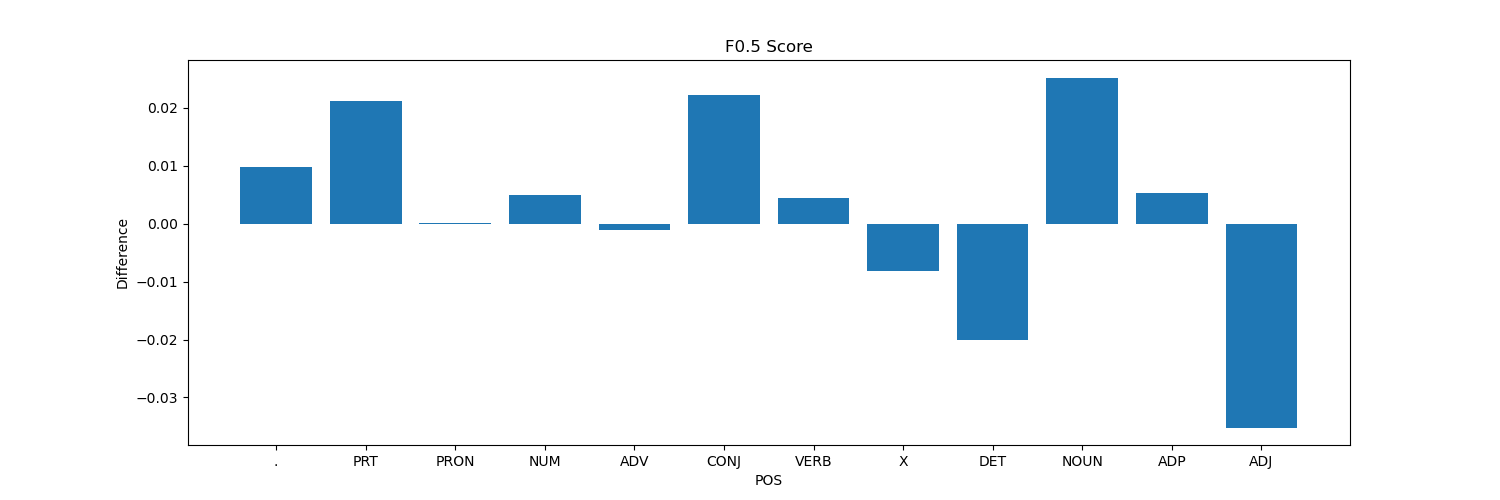 F0.5 Score
0.02
0.01
0.00
−0.01
−0.02
−0.03
Difference
. PRT PRON NUM ADV CONJ VERB X DET NOUN ADP ADJ
POS